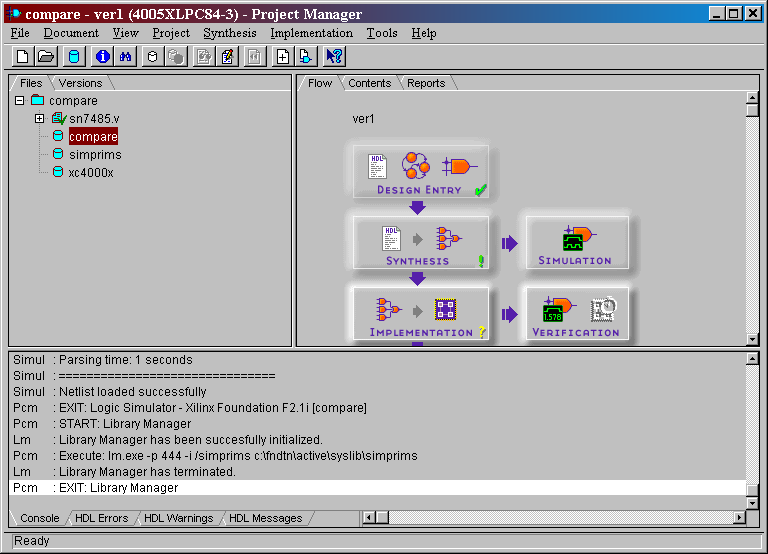 compare - ver1 (4005XLPC84-3) - Project Manager
File Document View Project Synthesis Implementation Tools Help
Files Versions
compare
sn7485.v
compare
simprims
xc4000x
Flow Contents Reports
ver1
HDL
DESIGN ENTRY
HDL
SYNTHESIS
SIMULATION
IMPLEMENTATION
1.578
VERIFICATION
Simul : Parsing time: 1 seconds
Simul : ===============================
Simul : Netlist loaded successfully
Pcm : EXIT: Logic Simulator - Xilinx Foundation F2.1i [compare]
Pcm : START: Library Manager
Lm : Library Manager has been succesfully initialized.
Pcm : Execute: lm.exe -p 444 -i /simprims c:\fndtn\active\syslib\simprims
Lm : Library Manager has terminated.
Pcm : EXIT: Library Manager
Console HDL Errors HDL Warnings HDL Messages
Ready